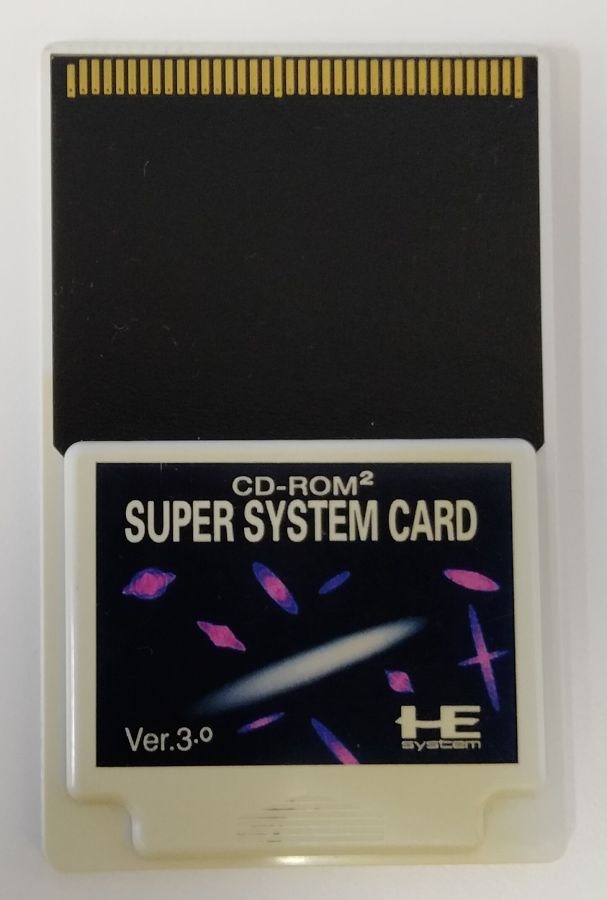 CD-ROM²
SUPER SYSTEM CARD
Ver.3.0
HE
system